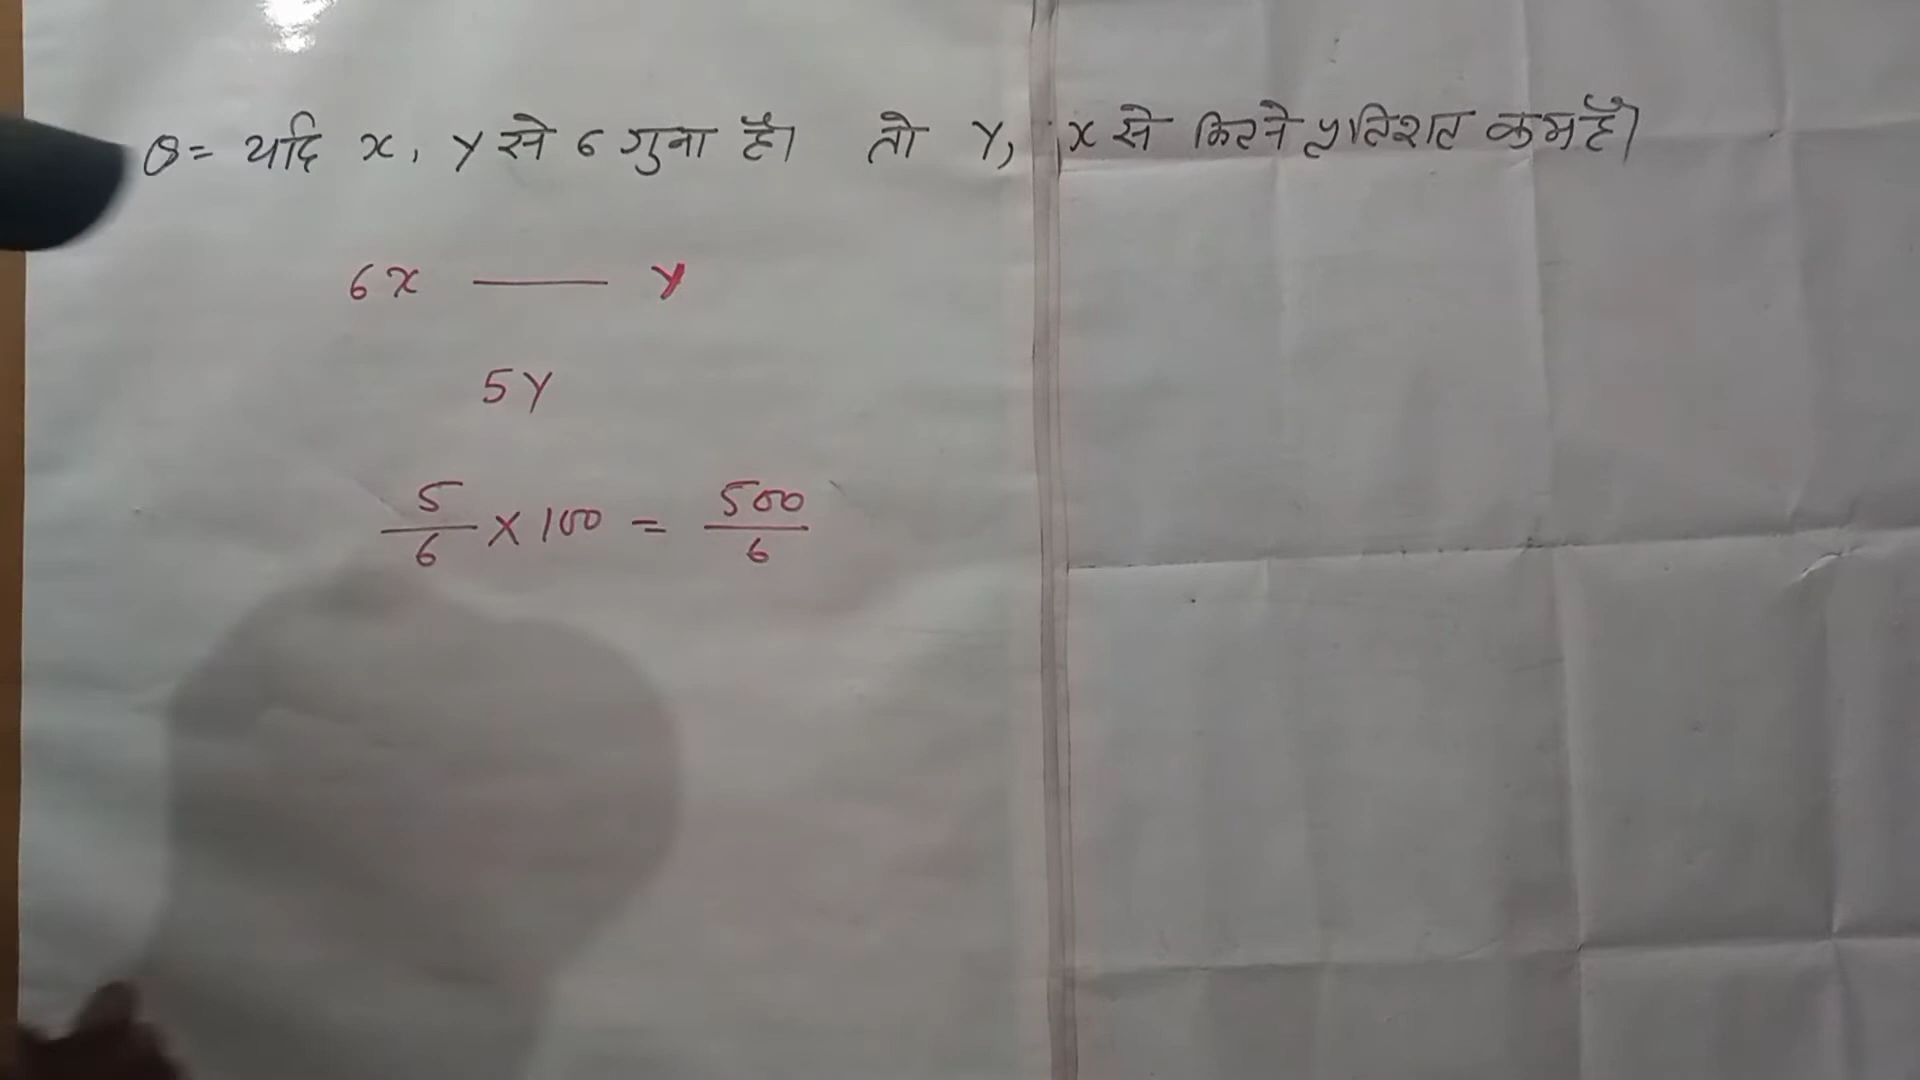 Q= यदि x, y से 6 गुना है। तो y, x से कितने प्रतिशत कम है।
6x —— y
5y
5/6 × 100 = 500/6